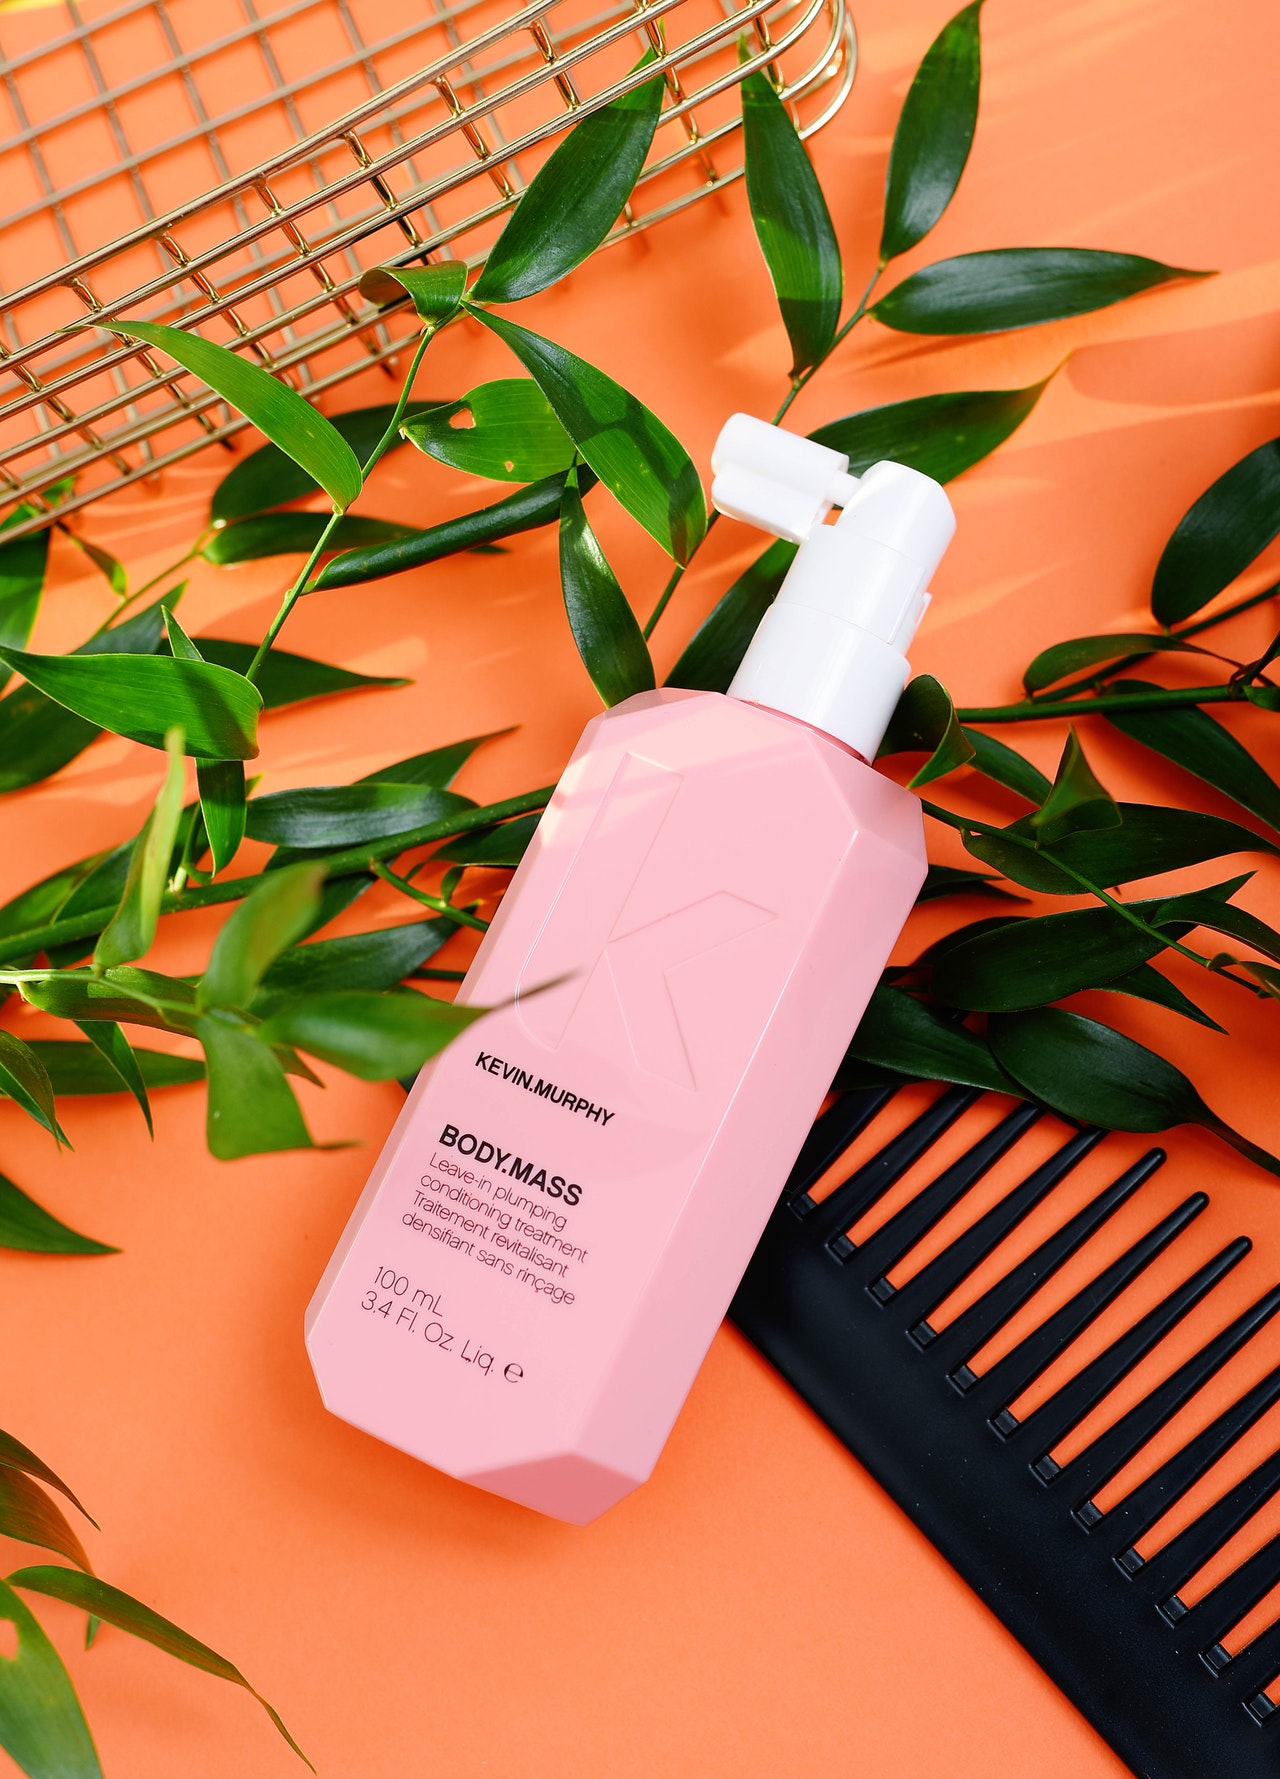 K
KEVIN.MURPHY
BODY.MASS
Leave-in plumping
conditioning treatment
Traitement revitalisant
densifiant sans rinçage
100 mL
3.4 Fl. Oz. Liq. ℮